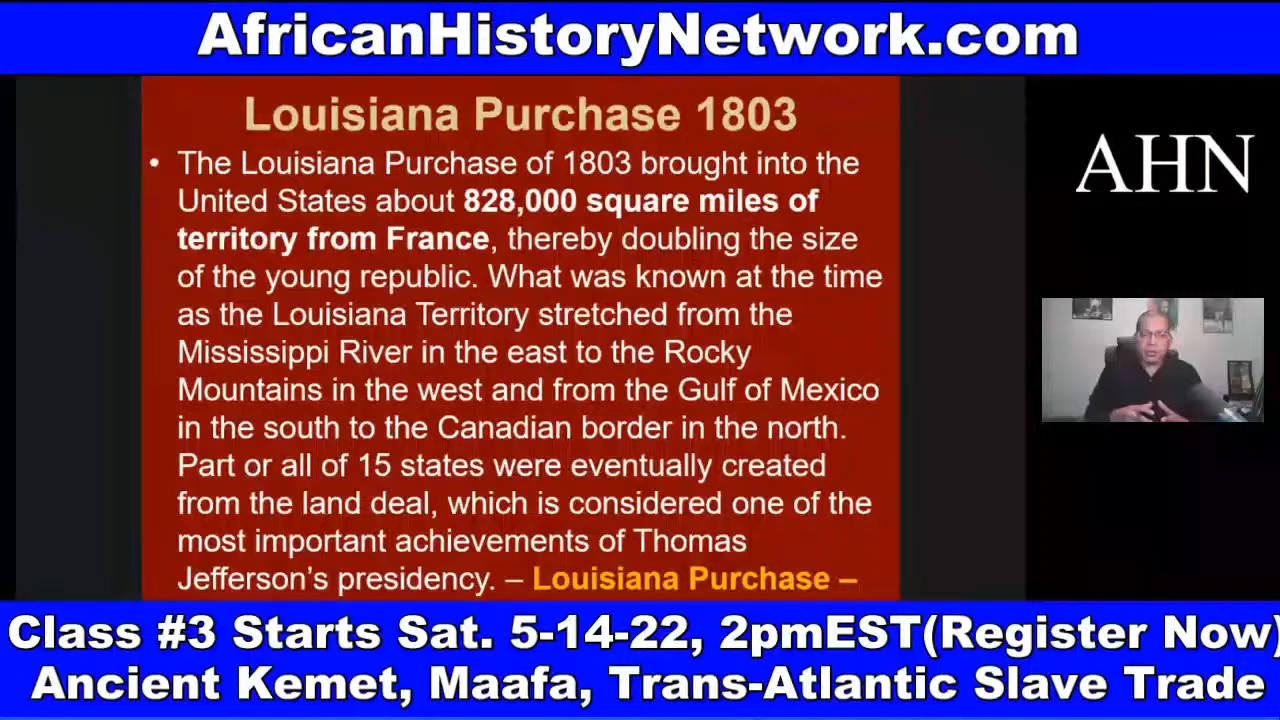 AfricanHistoryNetwork.com
Louisiana Purchase 1803
• The Louisiana Purchase of 1803 brought into the
United States about 828,000 square miles of
territory from France, thereby doubling the size
of the young republic. What was known at the time
as the Louisiana Territory stretched from the
Mississippi River in the east to the Rocky
Mountains in the west and from the Gulf of Mexico
in the south to the Canadian border in the north.
Part or all of 15 states were eventually created
from the land deal, which is considered one of the
most important achievements of Thomas
Jefferson’s presidency. – Louisiana Purchase –
AHN
Class #3 Starts Sat. 5-14-22, 2pmEST(Register Now)
Ancient Kemet, Maafa, Trans-Atlantic Slave Trade